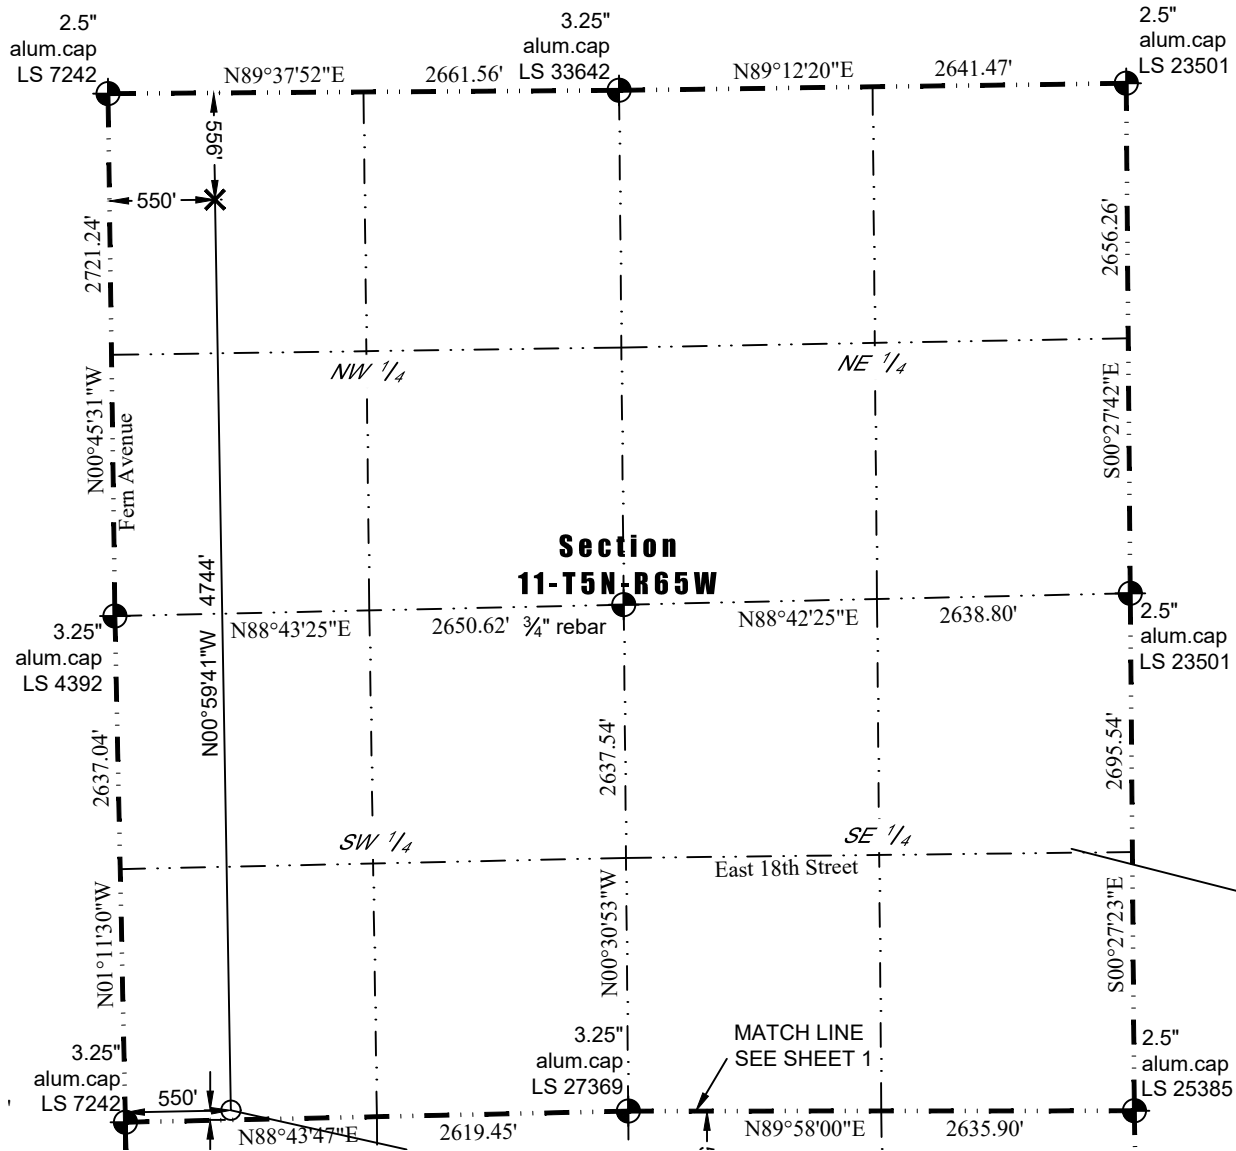 2.5"
alum.cap
LS 7242
3.25"
alum.cap
LS 33642
2.5"
alum.cap
LS 23501
N89°37'52"E
2661.56'
N89°12'20"E
2641.47'
556'
550'
2721.24'
2656.26'
NW 1/4
NE 1/4
N00°45'31"W
Fern Avenue
S00°27'42"E
Section
11-T5N-R65W
N00°59'41"W 4744'
3.25"
alum.cap
LS 4392
N88°43'25"E
2650.62'
3/4" rebar
N88°42'25"E
2638.80'
2.5"
alum.cap
LS 23501
2637.04'
2637.54'
2695.54'
SW 1/4
SE 1/4
East 18th Street
N01°11'30"W
N00°30'53"W
S00°27'23"E
MATCH LINE
SEE SHEET 1
3.25"
alum.cap
LS 7242
550'
3.25"
alum.cap
LS 27369
2.5"
alum.cap
LS 25385
N88°43'47"E
2619.45'
N89°58'00"E
2635.90'